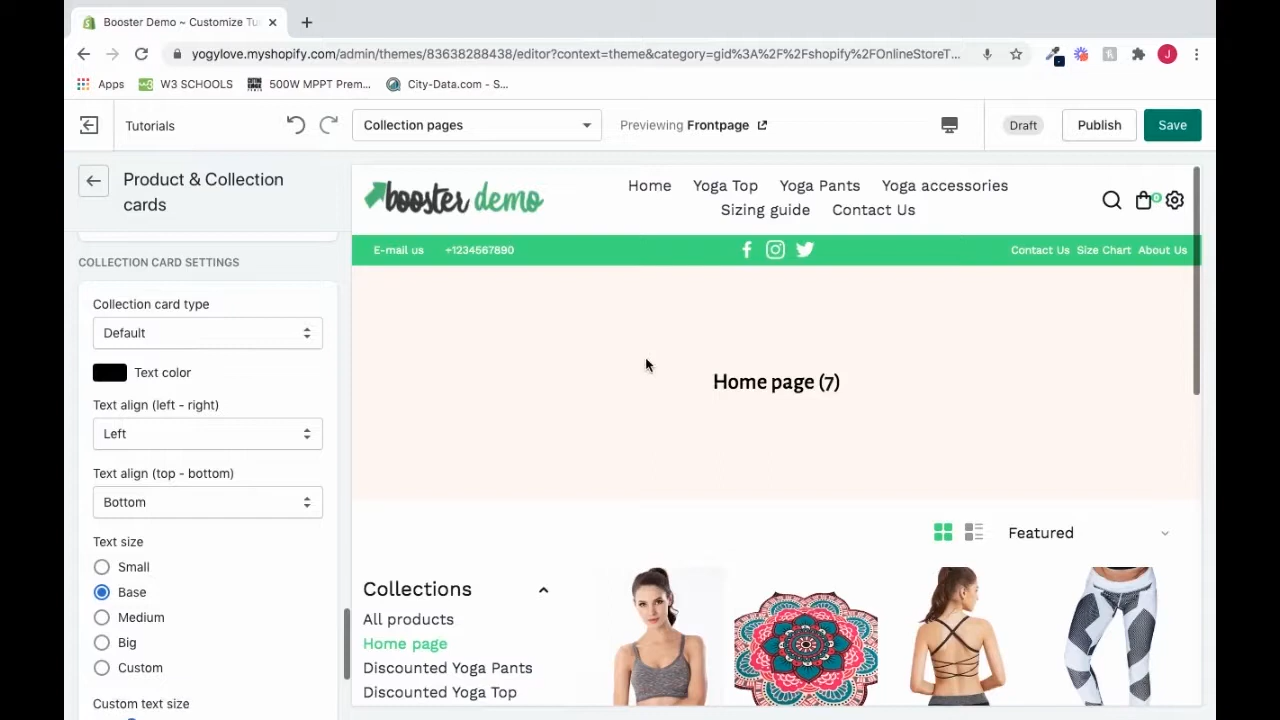 Booster Demo ~ Customize Tu
yogylove.myshopify.com/admin/themes/83638288438/editor?context=theme&category=gid%3A%2F%2Fshopify%2FOnlineStoreT...
J
Apps
W3 SCHOOLS
500W MPPT Prem...
City-Data.com - S...
Tutorials
Collection pages
Previewing Frontpage
Draft
Publish
Save
Product & Collection
cards
COLLECTION CARD SETTINGS
Collection card type
Default
Text color
Text align (left - right)
Left
Text align (top - bottom)
Bottom
Text size
Small
Base
Medium
Big
Custom
Custom text size
booster demo
Home Yoga Top Yoga Pants Yoga accessories
Sizing guide Contact Us
0
E-mail us +1234567890
Contact Us Size Chart About Us
Home page (7)
Featured
Collections
All products
Home page
Discounted Yoga Pants
Discounted Yoga Top